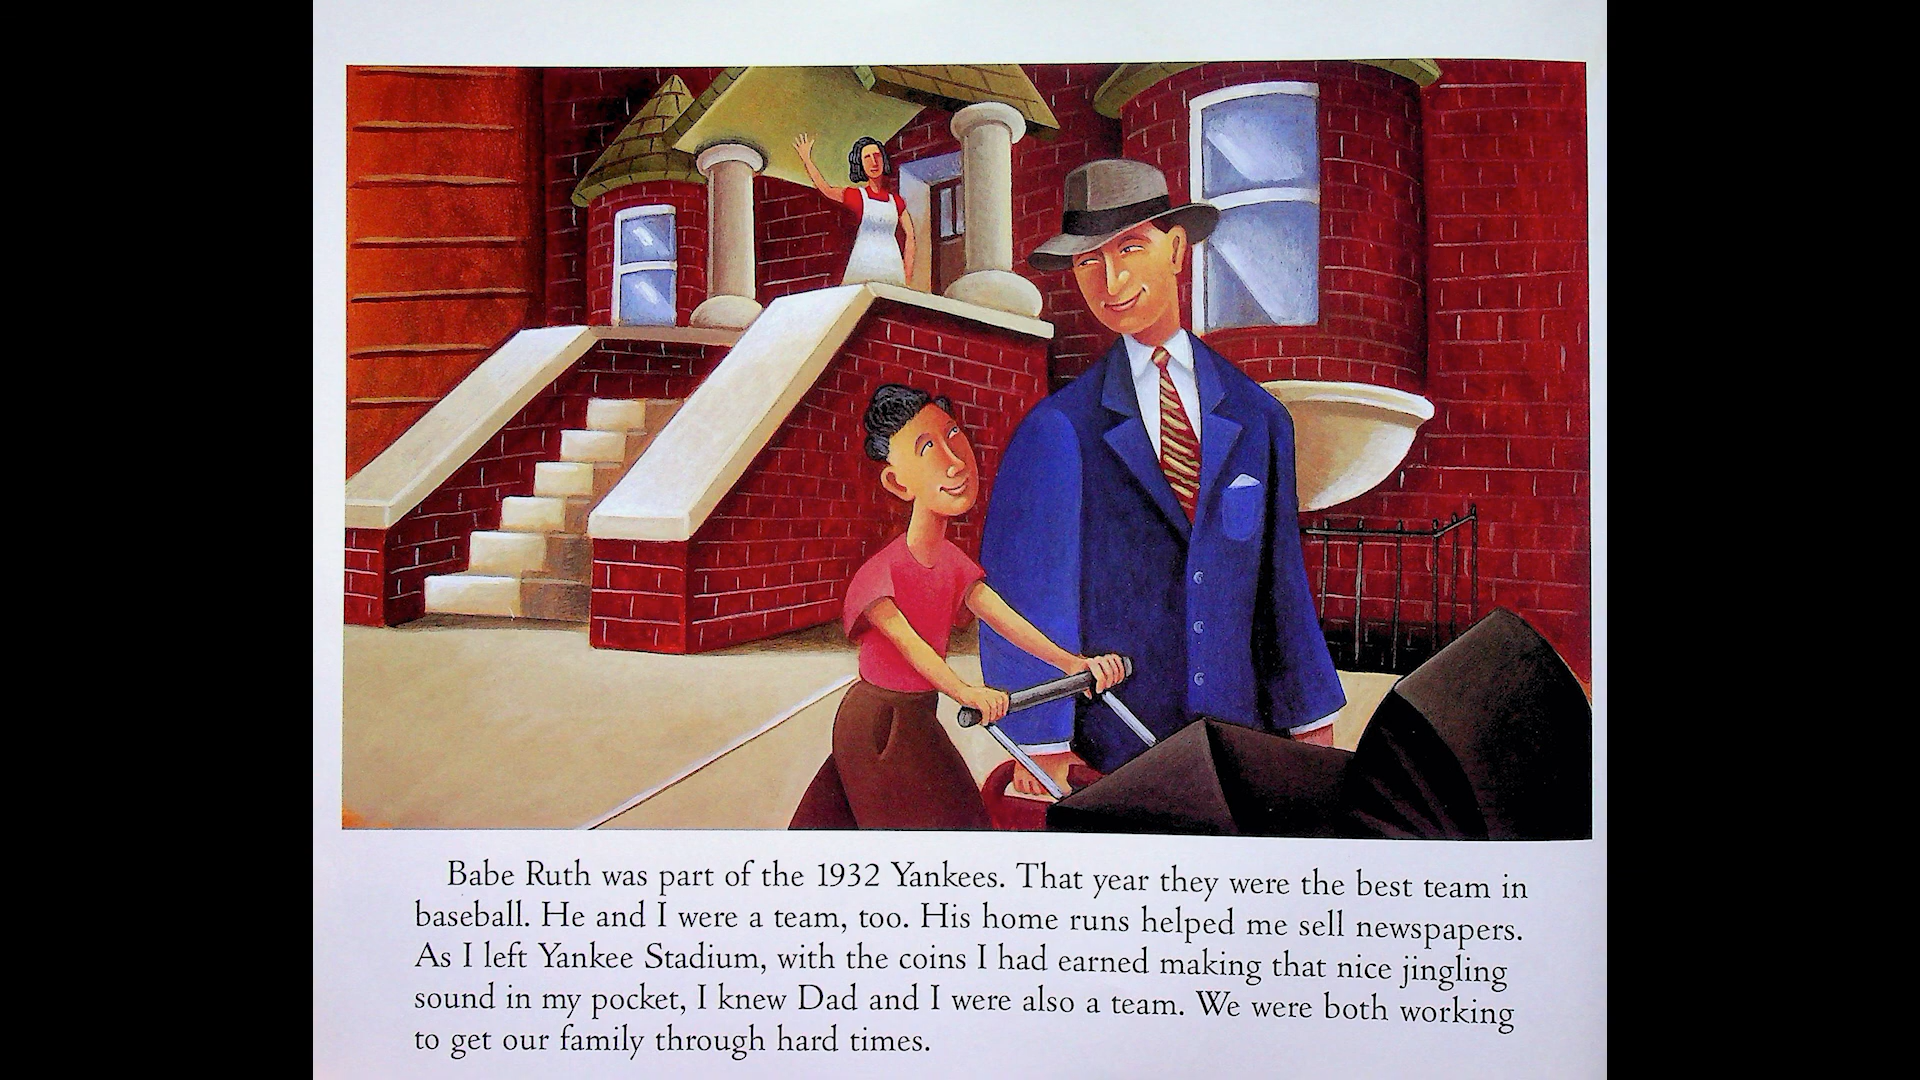 Babe Ruth was part of the 1932 Yankees. That year they were the best team in
baseball. He and I were a team, too. His home runs helped me sell newspapers.
As I left Yankee Stadium, with the coins I had earned making that nice jingling
sound in my pocket, I knew Dad and I were also a team. We were both working
to get our family through hard times.